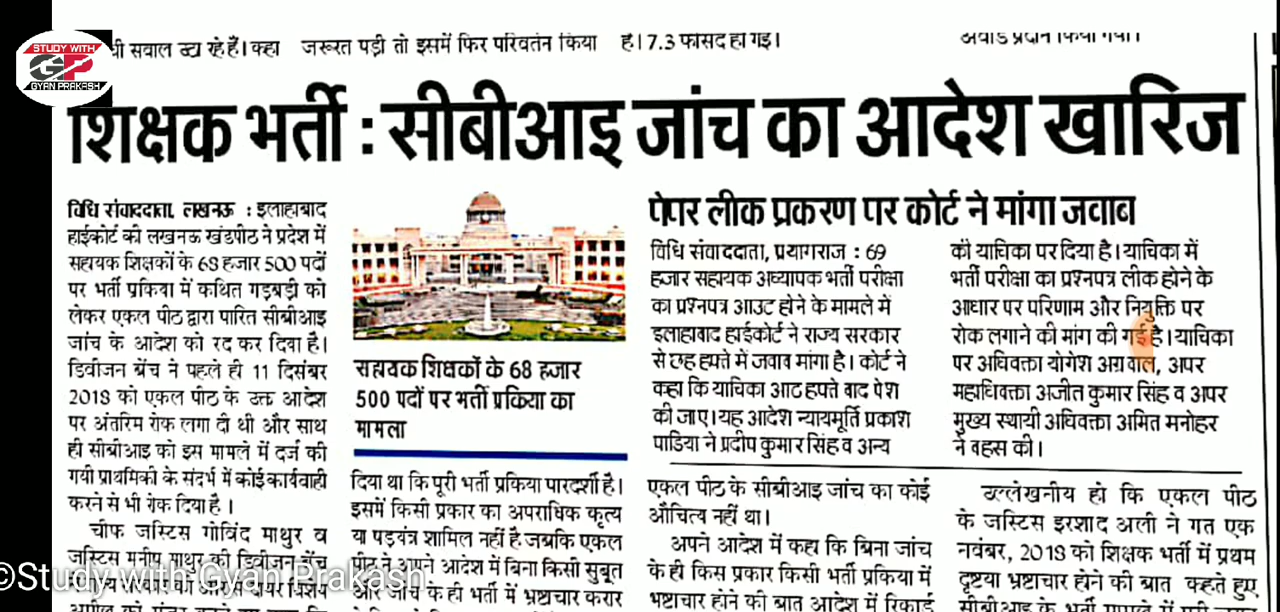 STUDY WITH
GP
GYAN PRAKASH
सवाल उठा रहे हैं। कहा
जरूरत पड़ी तो इसमें फिर परिवर्तन किया
है। 7.3 फीसद हो गई।
अवार्ड प्रदान किया गया।
शिक्षक भर्ती : सीबीआइ जांच का आदेश खारिज
विधि संवाददाता, लखनऊ : इलाहाबाद
हाईकोर्ट की लखनऊ खंडपीठ ने प्रदेश में
सहायक शिक्षकों के 68 हजार 500 पदों
पर भर्ती प्रक्रिया में कथित गड़बड़ी को
लेकर एकल पीठ द्वारा पारित सीबीआइ
जांच के आदेश को रद कर दिया है।
डिवीजन बेंच ने पहले ही 11 दिसंबर
2018 को एकल पीठ के उक्त आदेश
पर अंतरिम रोक लगा दी थी और साथ
ही सीबीआइ को इस मामले में दर्ज की
गयी प्राथमिकी के संदर्भ में कोई कार्यवाही
करने से भी रोक दिया है।
चीफ जस्टिस गोविंद माथुर व
जस्टिस मनीष माथुर की डिवीजन बेंच
सहायक शिक्षकों के 68 हजार
500 पदों पर भर्ती प्रक्रिया का
मामला
दिया था कि पूरी भर्ती प्रकिया पारदर्शी है।
इसमें किसी प्रकार का अपराधिक कृत्य
या षड्यंत्र शामिल नहीं है जबकि एकल
पीठ ने अपने आदेश में बिना किसी सुबूत
और जांच के ही भर्ती में भ्रष्टाचार करार
पेपर लीक प्रकरण पर कोर्ट ने मांगा जवाब
विधि संवाददाता, प्रयागराज : 69
हजार सहायक अध्यापक भर्ती परीक्षा
का प्रश्नपत्र आउट होने के मामले में
इलाहाबाद हाईकोर्ट ने राज्य सरकार
से छह हफ्ते में जवाब मांगा है। कोर्ट ने
कहा कि याचिका आठ हफ्ते बाद पेश
की जाए। यह आदेश न्यायमूर्ति प्रकाश
पाडिया ने प्रदीप कुमार सिंह व अन्य
की याचिका पर दिया है। याचिका में
भर्ती परीक्षा का प्रश्नपत्र लीक होने के
आधार पर परिणाम और नियुक्ति पर
रोक लगाने की मांग की गई है। याचिका
पर अधिवक्ता योगेश अग्रवाल, अपर
महाधिवक्ता अजीत कुमार सिंह व अपर
मुख्य स्थायी अधिवक्ता अमित मनोहर
ने बहस की।
एकल पीठ के सीबीआइ जांच का कोई
औचित्य नहीं था।
अपने आदेश में कहा कि बिना जांच
के ही किस प्रकार किसी भर्ती प्रक्रिया में
भष्टाचार होने की बात आदेश में रिकार्ड
उल्लेखनीय हो कि एकल पीठ
के जस्टिस इरशाद अली ने गत एक
नवंबर, 2018 को शिक्षक भर्ती में प्रथम
दृष्टया भ्रष्टाचार होने की बात कहते हुए
©Study with Gyan Prakash